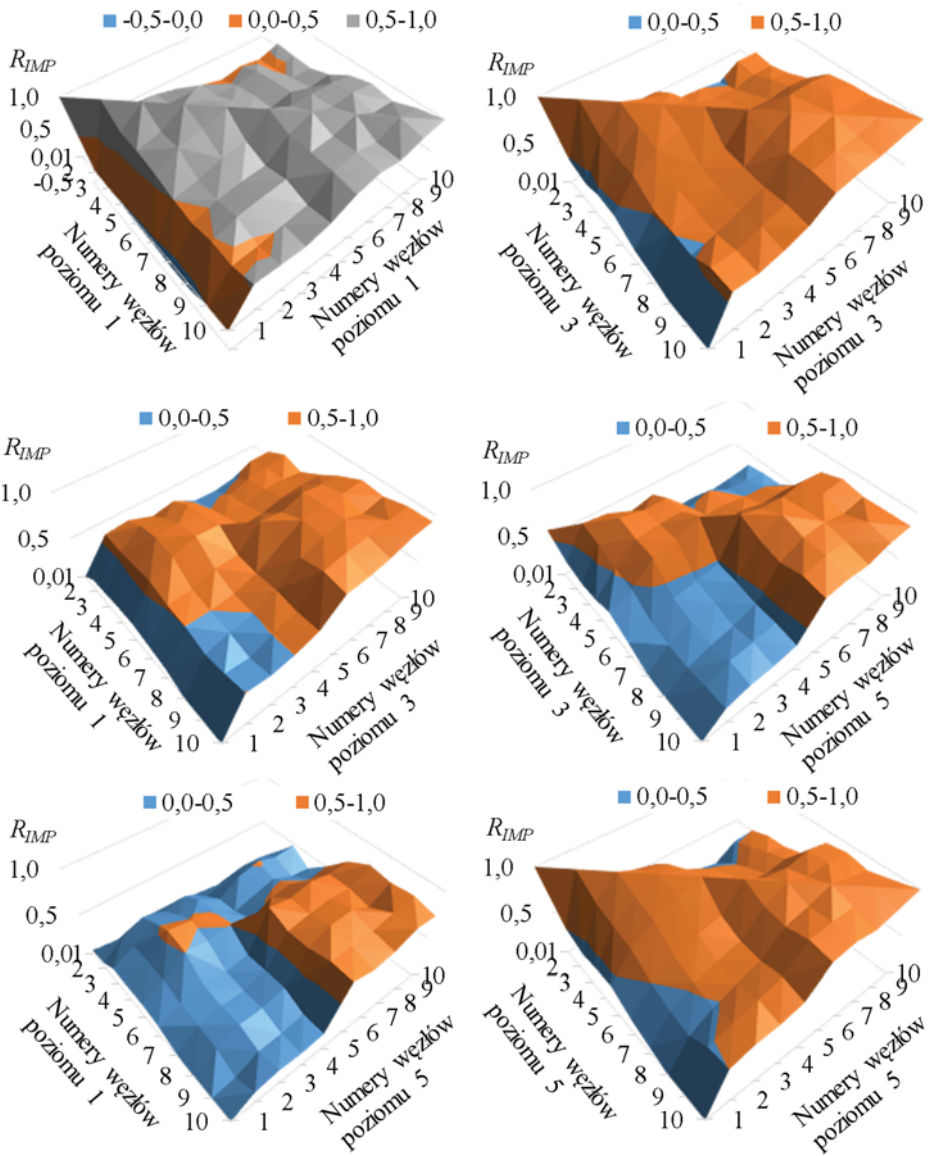 -0,5-0,0 0,0-0,5 0,5-1,0
R_IMP
1,0
0,5
0,01
-0,5
2 3 4 5 6 7 8 9 10
Numery węzłów
poziomu 1
1 2 3 4 5 6 7 8 9 10
Numery węzłów
poziomu 1
0,0-0,5 0,5-1,0
R_IMP
1,0
0,5
0,01
2 3 4 5 6 7 8 9 10
Numery węzłów
poziomu 3
1 2 3 4 5 6 7 8 9 10
Numery węzłów
poziomu 3
0,0-0,5 0,5-1,0
R_IMP
1,0
0,5
0,01
2 3 4 5 6 7 8 9 10
Numery węzłów
poziomu 1
1 2 3 4 5 6 7 8 9 10
Numery węzłów
poziomu 3
0,0-0,5 0,5-1,0
R_IMP
1,0
0,5
0,01
2 3 4 5 6 7 8 9 10
Numery węzłów
poziomu 3
1 2 3 4 5 6 7 8 9 10
Numery węzłów
poziomu 5
0,0-0,5 0,5-1,0
R_IMP
1,0
0,5
0,01
2 3 4 5 6 7 8 9 10
Numery węzłów
poziomu 1
1 2 3 4 5 6 7 8 9 10
Numery węzłów
poziomu 5
0,0-0,5 0,5-1,0
R_IMP
1,0
0,5
0,01
2 3 4 5 6 7 8 9 10
Numery węzłów
poziomu 5
1 2 3 4 5 6 7 8 9 10
Numery węzłów
poziomu 5